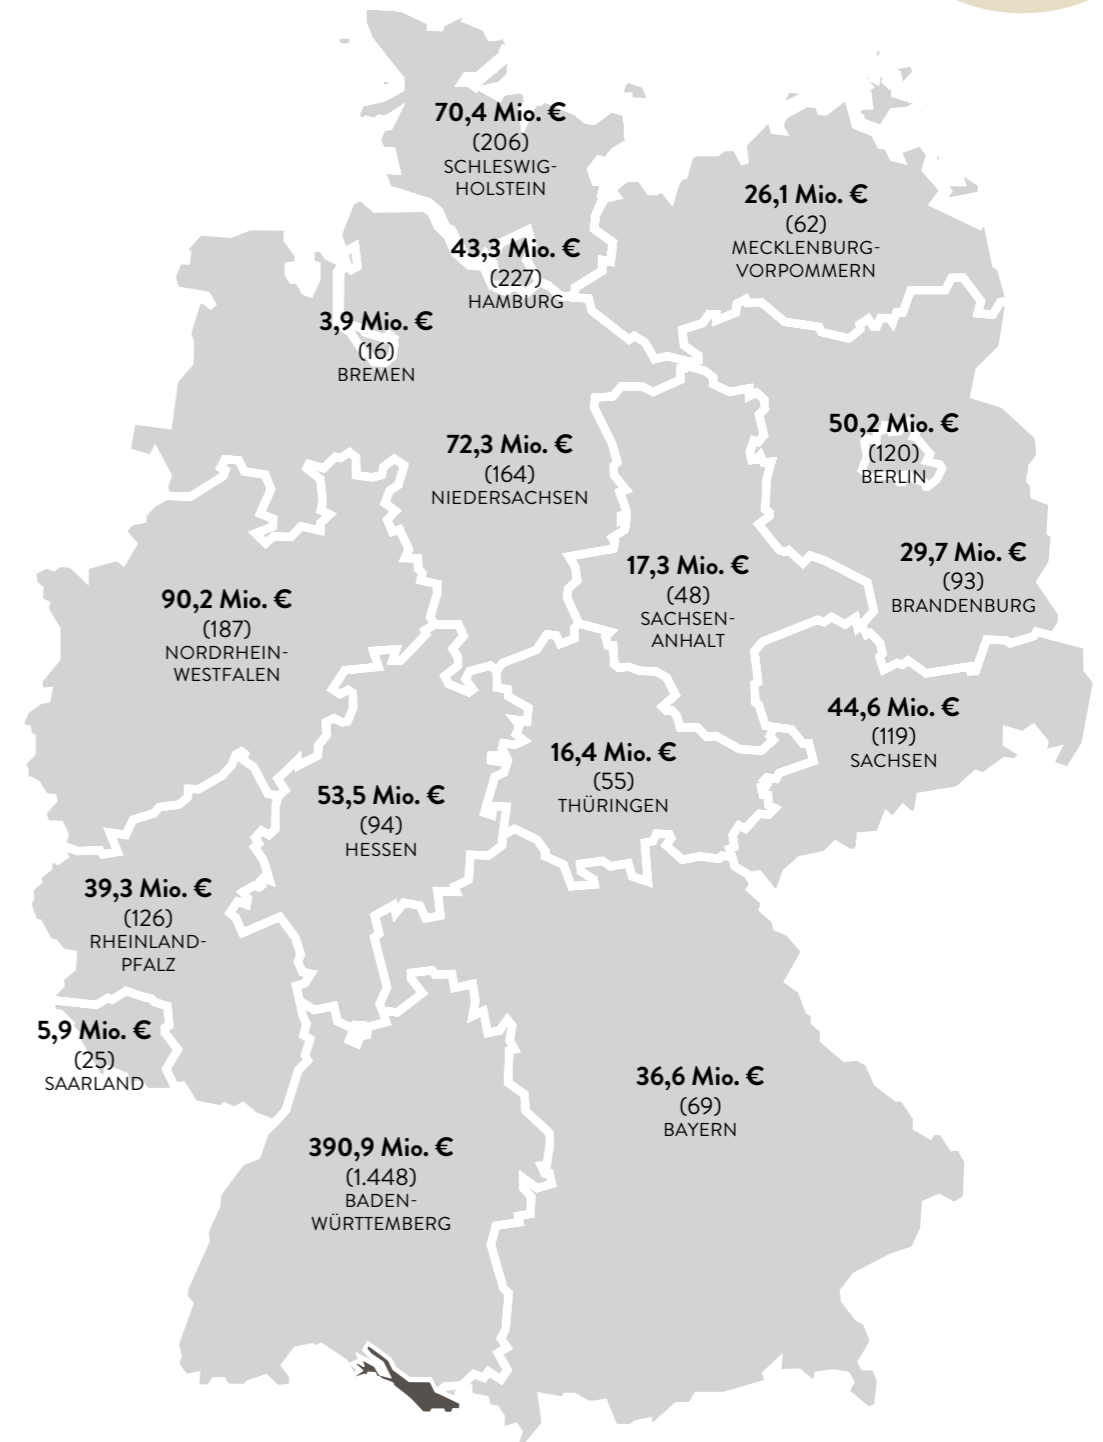 70,4 Mio. €
(206)
SCHLESWIG-
HOLSTEIN
26,1 Mio. €
(62)
MECKLENBURG-
VORPOMMERN
43,3 Mio. €
(227)
HAMBURG
3,9 Mio. €
(16)
BREMEN
72,3 Mio. €
(164)
NIEDERSACHSEN
50,2 Mio. €
(120)
BERLIN
29,7 Mio. €
(93)
BRANDENBURG
17,3 Mio. €
(48)
SACHSEN-
ANHALT
90,2 Mio. €
(187)
NORDRHEIN-
WESTFALEN
44,6 Mio. €
(119)
SACHSEN
16,4 Mio. €
(55)
THÜRINGEN
53,5 Mio. €
(94)
HESSEN
39,3 Mio. €
(126)
RHEINLAND-
PFALZ
5,9 Mio. €
(25)
SAARLAND
36,6 Mio. €
(69)
BAYERN
390,9 Mio. €
(1.448)
BADEN-
WÜRTTEMBERG